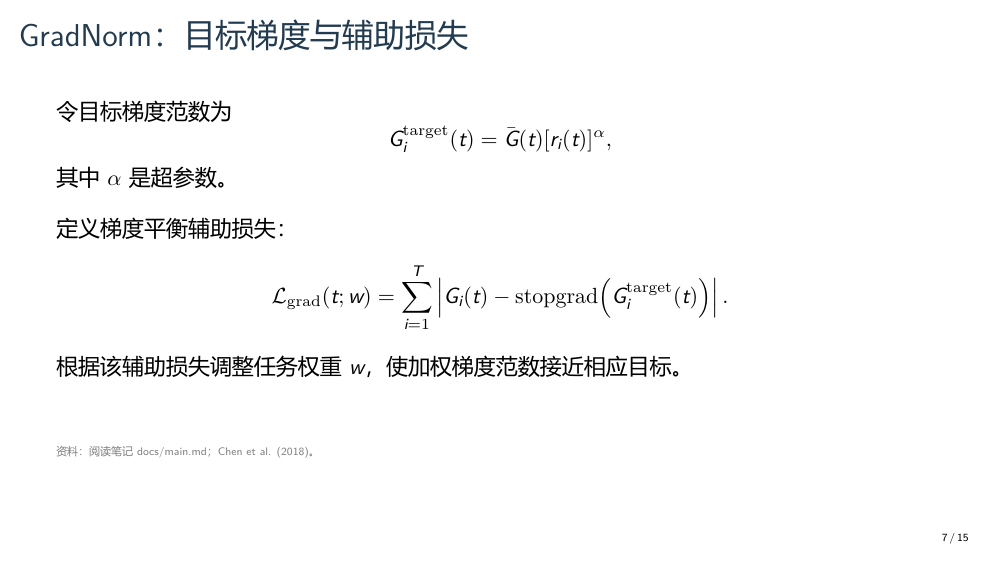 GradNorm：目标梯度与辅助损失
令目标梯度范数为
G_i^target(t) = Ḡ(t)[r_i(t)]^α,
其中 α 是超参数。
定义梯度平衡辅助损失：
ℒ_grad(t; w) = ∑_{i=1}^{T} | G_i(t) − stopgrad(G_i^target(t)) | .
根据该辅助损失调整任务权重 w，使加权梯度范数接近相应目标。
资料：阅读笔记 docs/main.md；Chen et al. (2018)。
7 / 15